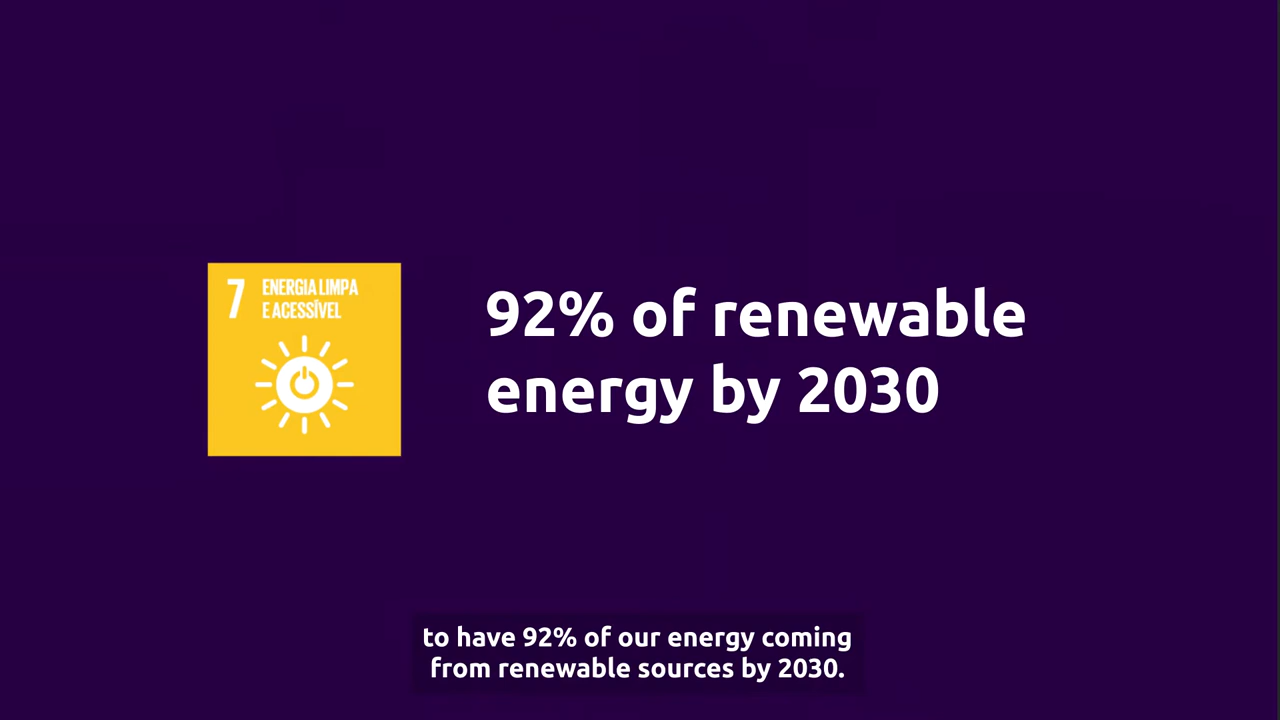 7 ENERGIA LIMPA
E ACESSÍVEL
92% of renewable
energy by 2030
to have 92% of our energy coming
from renewable sources by 2030.